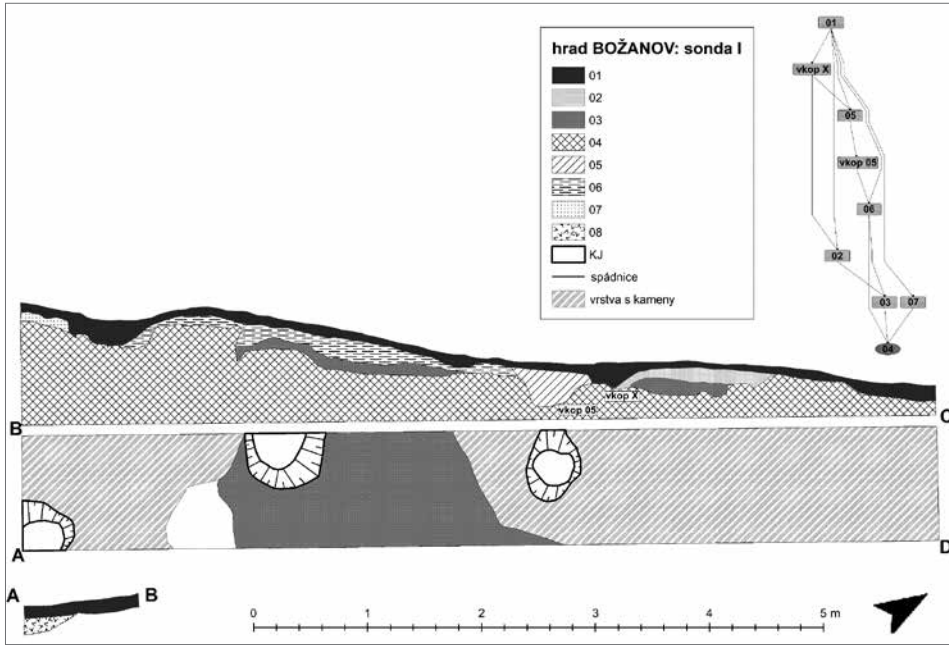 hrad BOŽANOV: sonda I
01
02
03
04
05
06
07
08
KJ
spádnice
vrstva s kameny
01
vkop X
05
vkop 05
06
02
03
07
04
vkop X
vkop 05
B
C
A
D
A
B
0
1
2
3
4
5 m